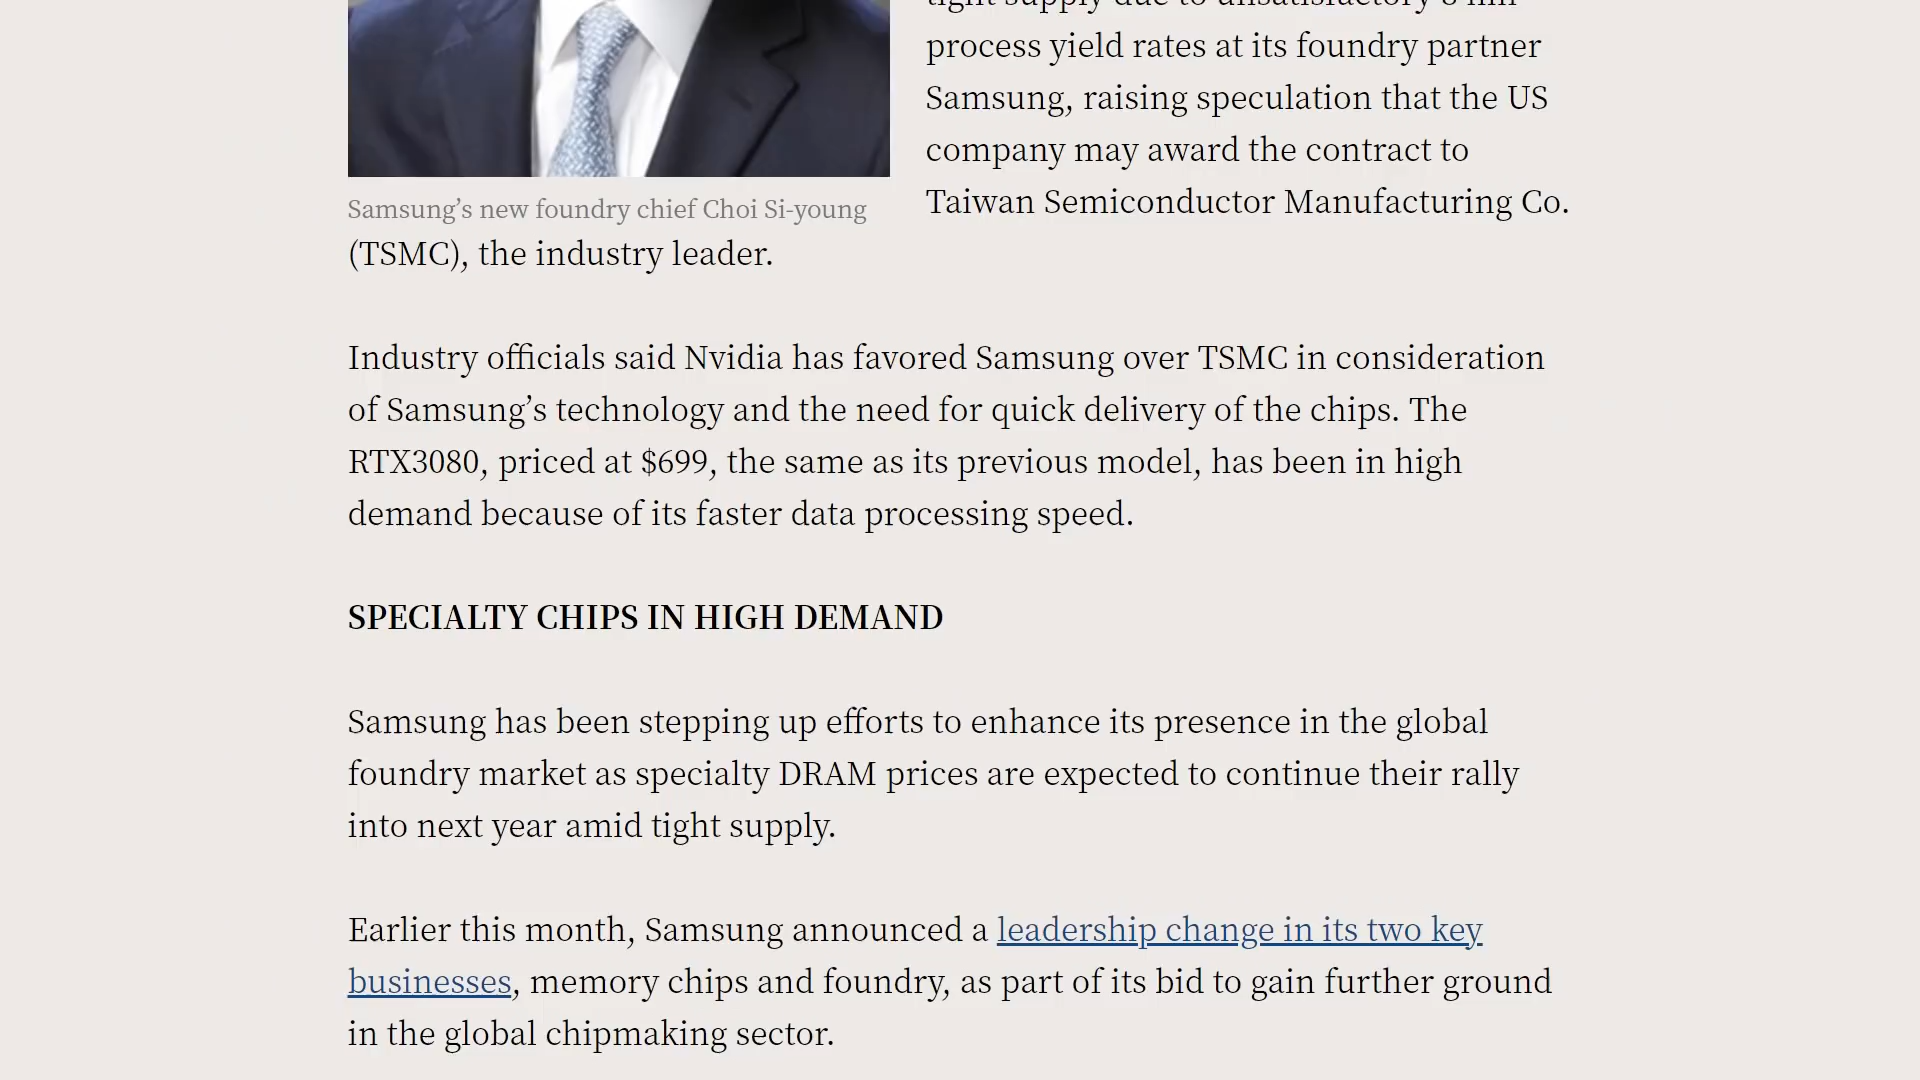 tight supply due to unsatisfactory 8 nm
process yield rates at its foundry partner
Samsung, raising speculation that the US
company may award the contract to
Taiwan Semiconductor Manufacturing Co.
Samsung’s new foundry chief Choi Si-young
(TSMC), the industry leader.
Industry officials said Nvidia has favored Samsung over TSMC in consideration
of Samsung’s technology and the need for quick delivery of the chips. The
RTX3080, priced at $699, the same as its previous model, has been in high
demand because of its faster data processing speed.
SPECIALTY CHIPS IN HIGH DEMAND
Samsung has been stepping up efforts to enhance its presence in the global
foundry market as specialty DRAM prices are expected to continue their rally
into next year amid tight supply.
Earlier this month, Samsung announced a leadership change in its two key
businesses, memory chips and foundry, as part of its bid to gain further ground
in the global chipmaking sector.